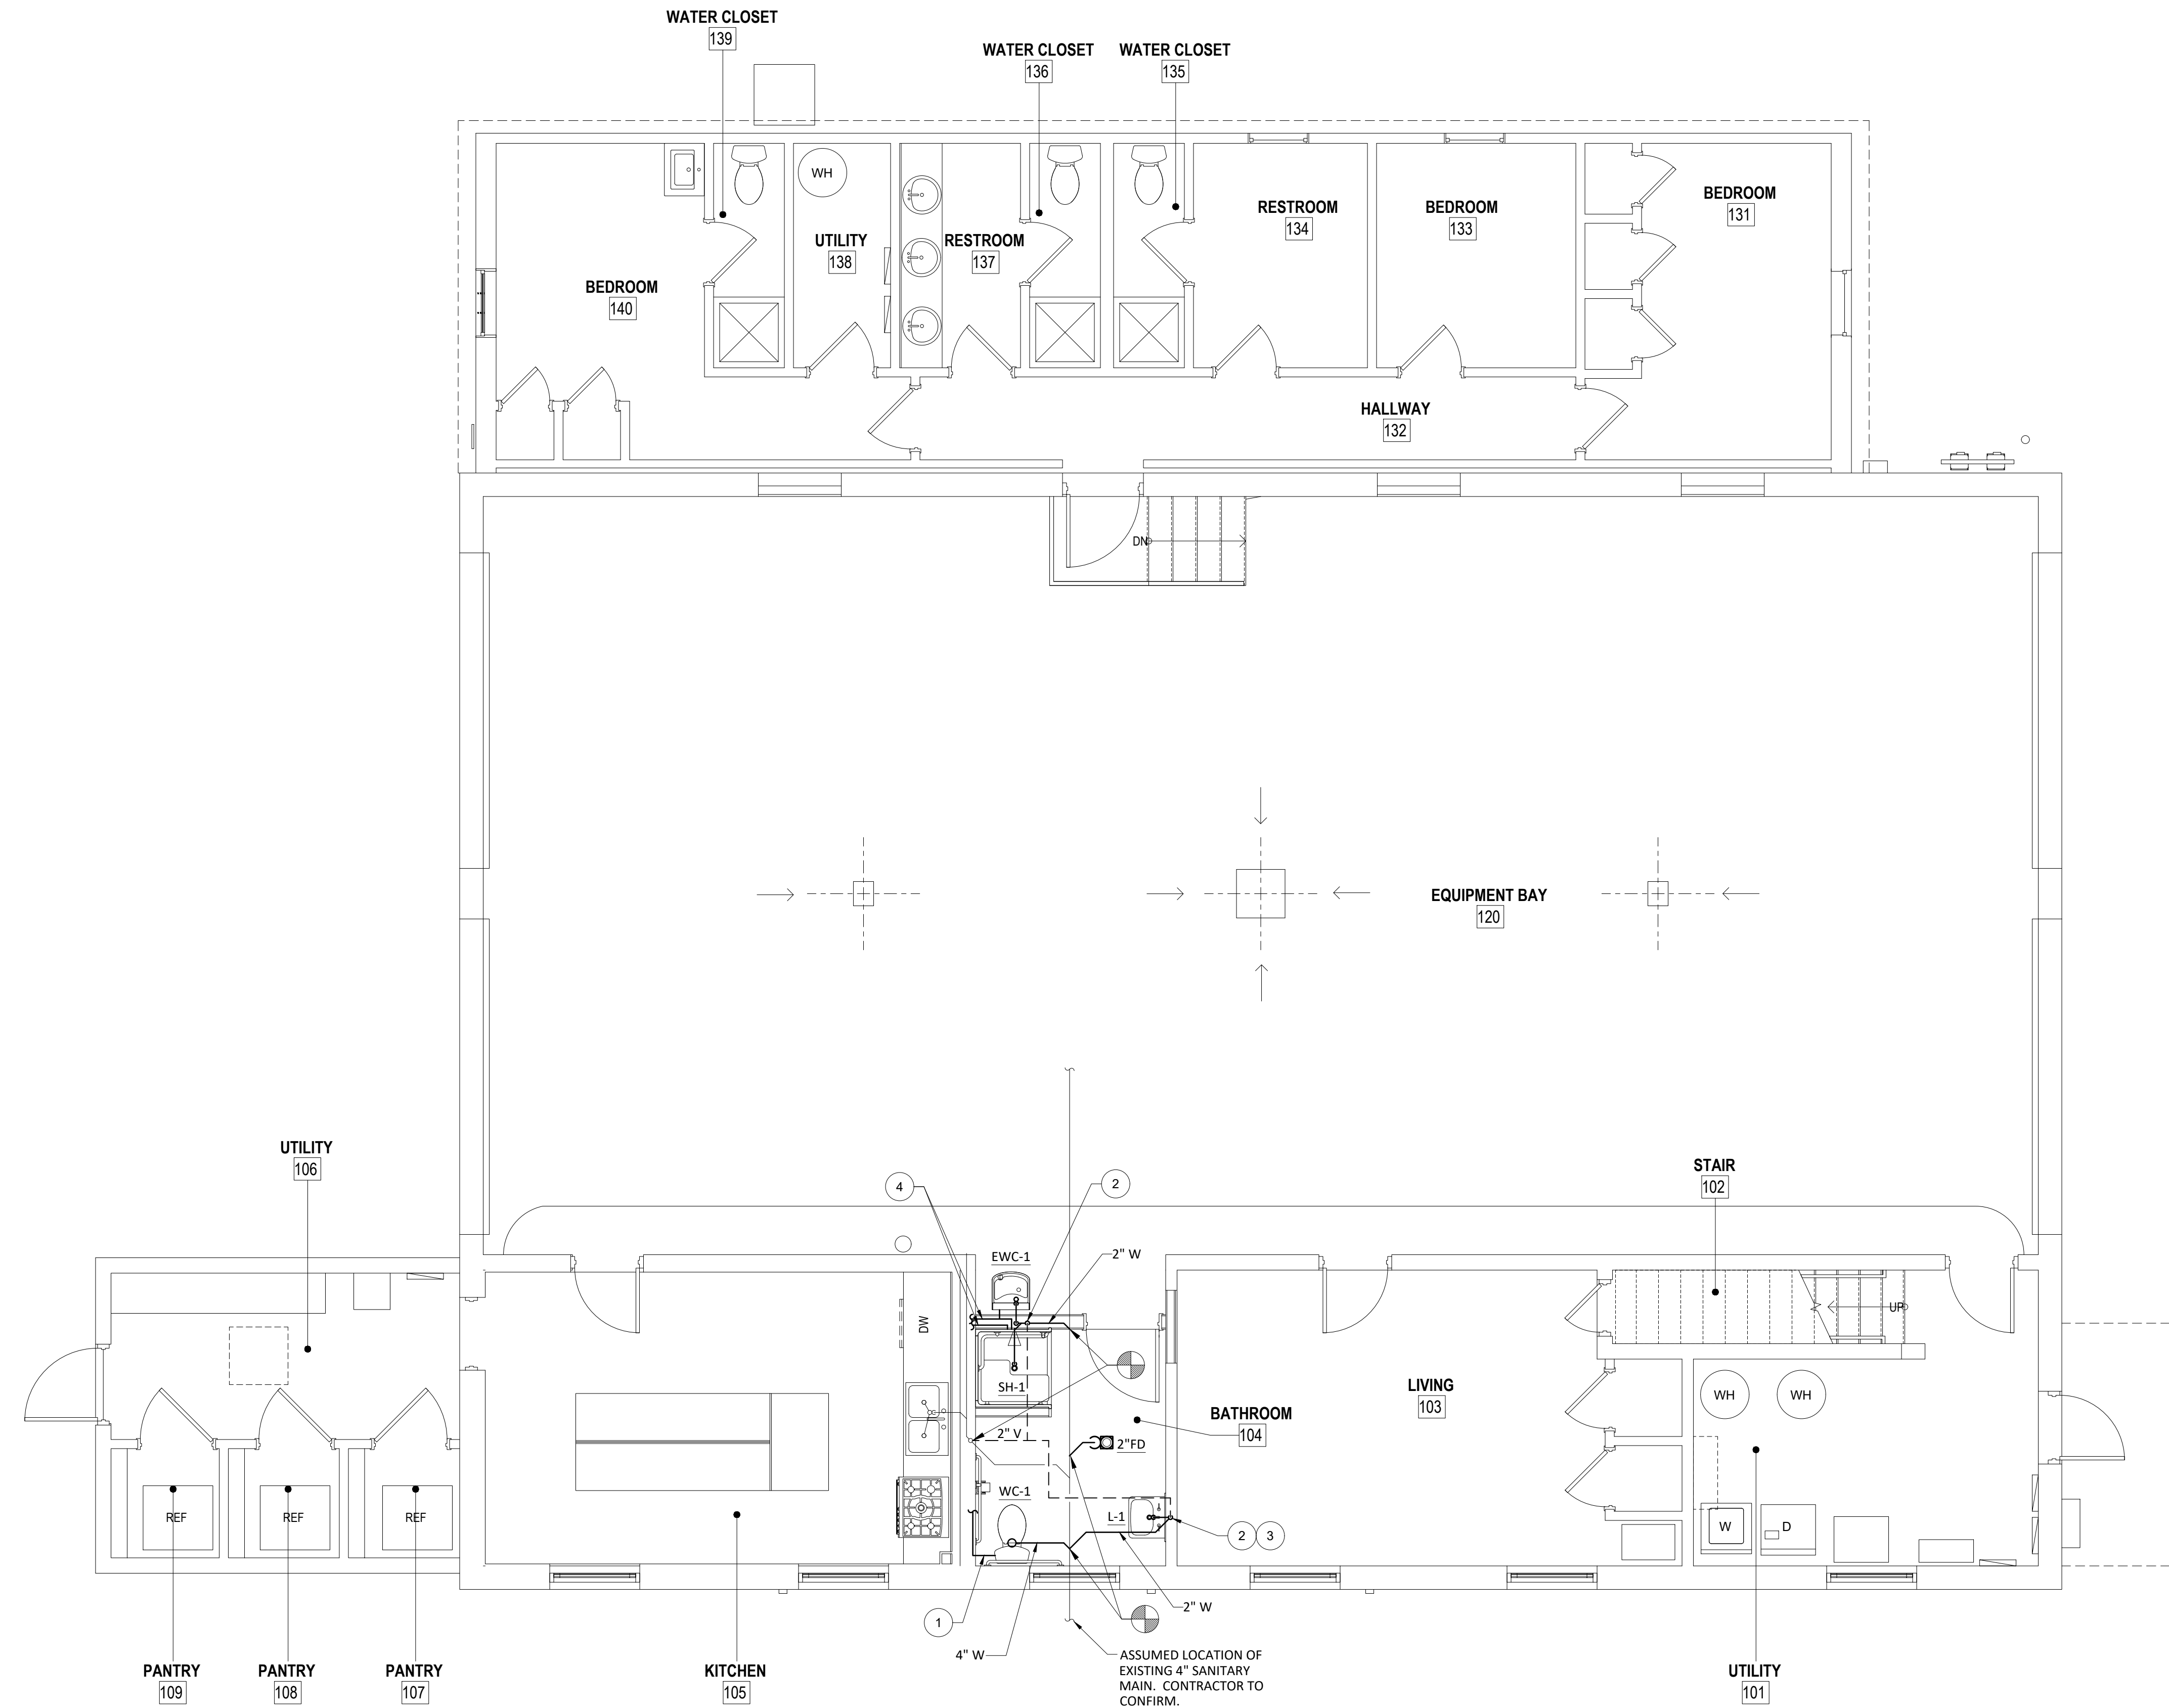 WATER CLOSET
139
WATER CLOSET
136
WATER CLOSET
135
WH
BEDROOM
131
RESTROOM
134
BEDROOM
133
UTILITY
138
RESTROOM
137
BEDROOM
140
HALLWAY
132
DN
EQUIPMENT BAY
120
UTILITY
106
STAIR
102
4
2
EWC-1
2" W
UP
DW
SH-1
LIVING
103
WH
WH
BATHROOM
104
2" V
2"FD
WC-1
L-1
REF
REF
REF
2
3
W
D
1
2" W
4" W
ASSUMED LOCATION OF
EXISTING 4" SANITARY
MAIN. CONTRACTOR TO
CONFIRM.
PANTRY
109
PANTRY
108
PANTRY
107
KITCHEN
105
UTILITY
101